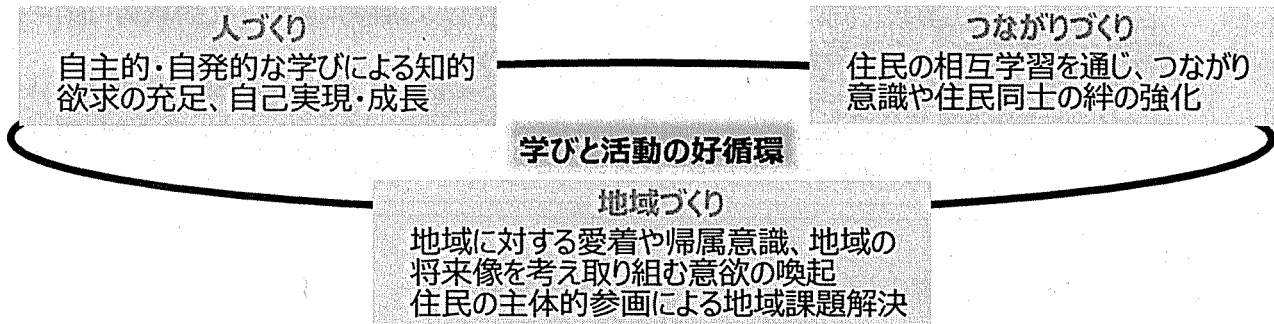 人づくり
自主的・自発的な学びによる知的
欲求の充足、自己実現・成長
つながりづくり
住民の相互学習を通じ、つながり
意識や住民同士の絆の強化
学びと活動の好循環
地域づくり
地域に対する愛着や帰属意識、地域の
将来像を考え取り組む意欲の喚起
住民の主体的参画による地域課題解決